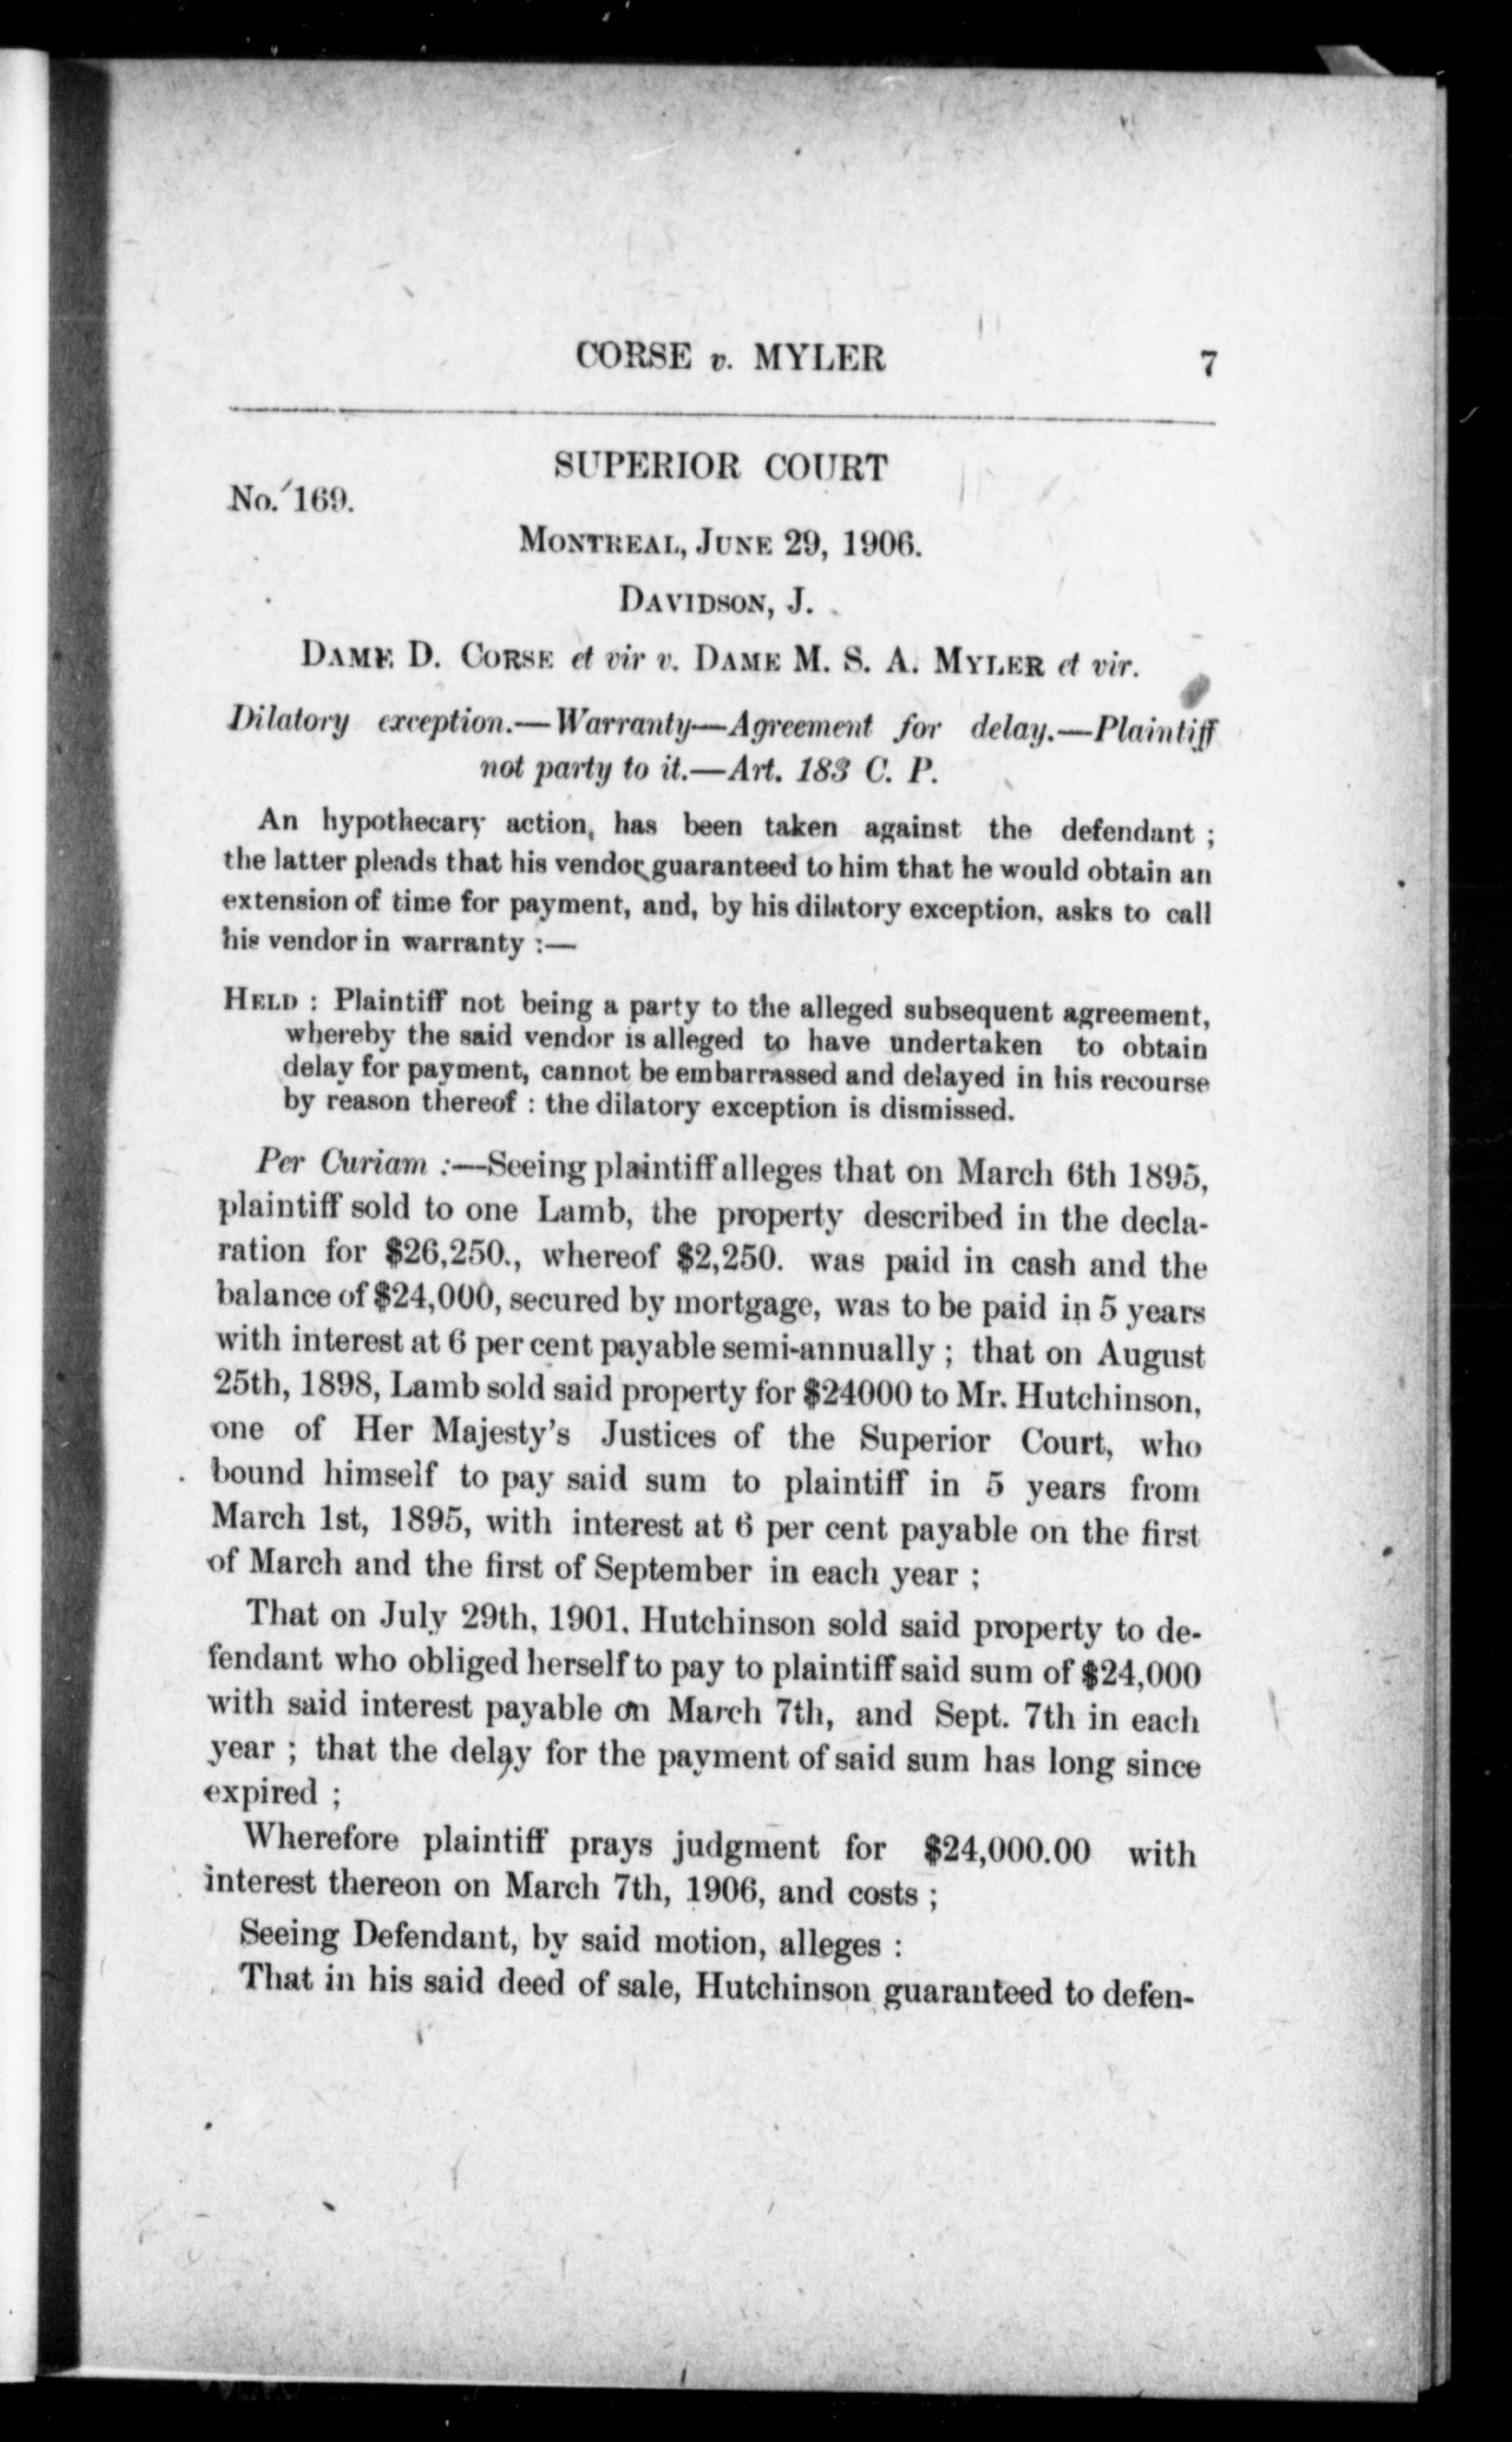 CORSE v. MYLER 7
SUPERIOR COURT
No. 169.
MONTREAL, JUNE 29, 1906.
DAVIDSON, J.
DAME D. CORSE et vir v. DAME M. S. A. MYLER et vir.
Dilatory exception.—Warranty—Agreement for delay.—Plaintiff
not party to it.—Art. 183 C. P.
An hypothecary action, has been taken against the defendant ;
the latter pleads that his vendor guaranteed to him that he would obtain an
extension of time for payment, and, by his dilatory exception, asks to call
his vendor in warranty :—
HELD : Plaintiff not being a party to the alleged subsequent agreement,
whereby the said vendor is alleged to have undertaken to obtain
delay for payment, cannot be embarrassed and delayed in his recourse
by reason thereof : the dilatory exception is dismissed.
Per Curiam :—Seeing plaintiff alleges that on March 6th 1895,
plaintiff sold to one Lamb, the property described in the decla-
ration for $26,250., whereof $2,250. was paid in cash and the
balance of $24,000, secured by mortgage, was to be paid in 5 years
with interest at 6 per cent payable semi-annually ; that on August
25th, 1898, Lamb sold said property for $24000 to Mr. Hutchinson,
one of Her Majesty's Justices of the Superior Court, who
bound himself to pay said sum to plaintiff in 5 years from
March 1st, 1895, with interest at 6 per cent payable on the first
of March and the first of September in each year ;
That on July 29th, 1901, Hutchinson sold said property to de-
fendant who obliged herself to pay to plaintiff said sum of $24,000
with said interest payable on March 7th, and Sept. 7th in each
year ; that the delay for the payment of said sum has long since
expired ;
Wherefore plaintiff prays judgment for $24,000.00 with
interest thereon on March 7th, 1906, and costs ;
Seeing Defendant, by said motion, alleges :
That in his said deed of sale, Hutchinson guaranteed to defen-